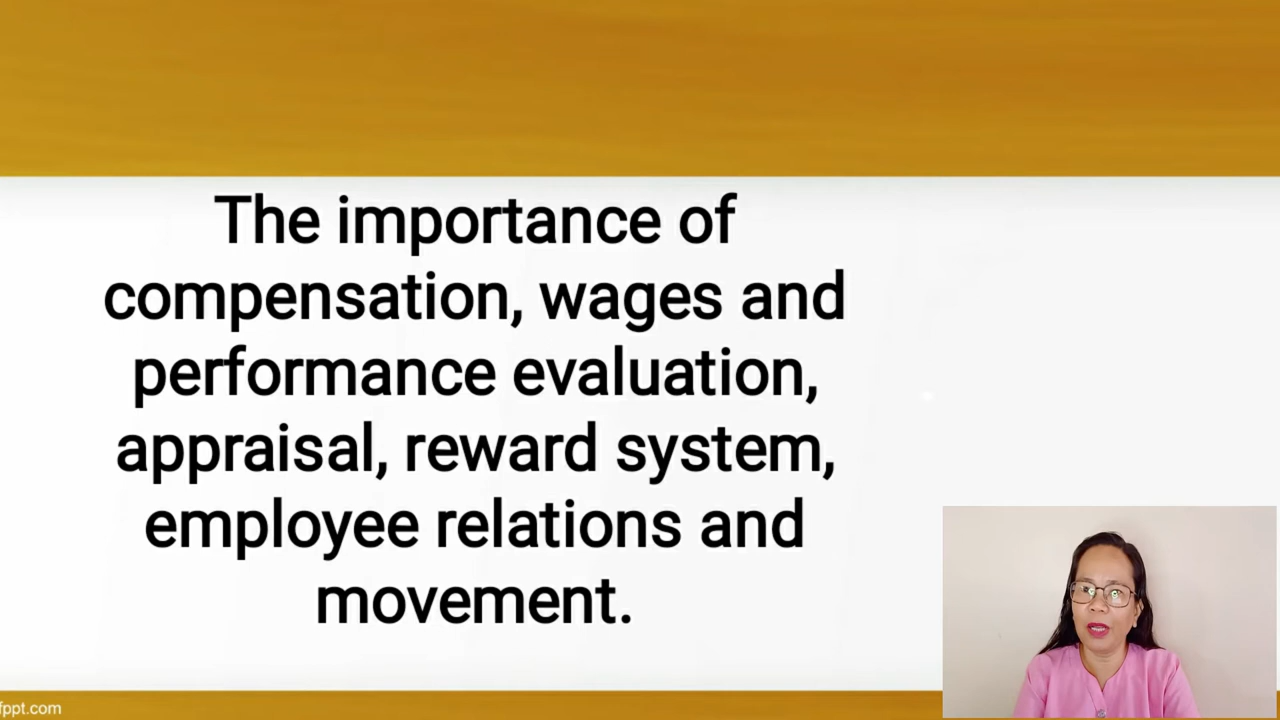 The importance of
compensation, wages and
performance evaluation,
appraisal, reward system,
employee relations and
movement.
fppt.com